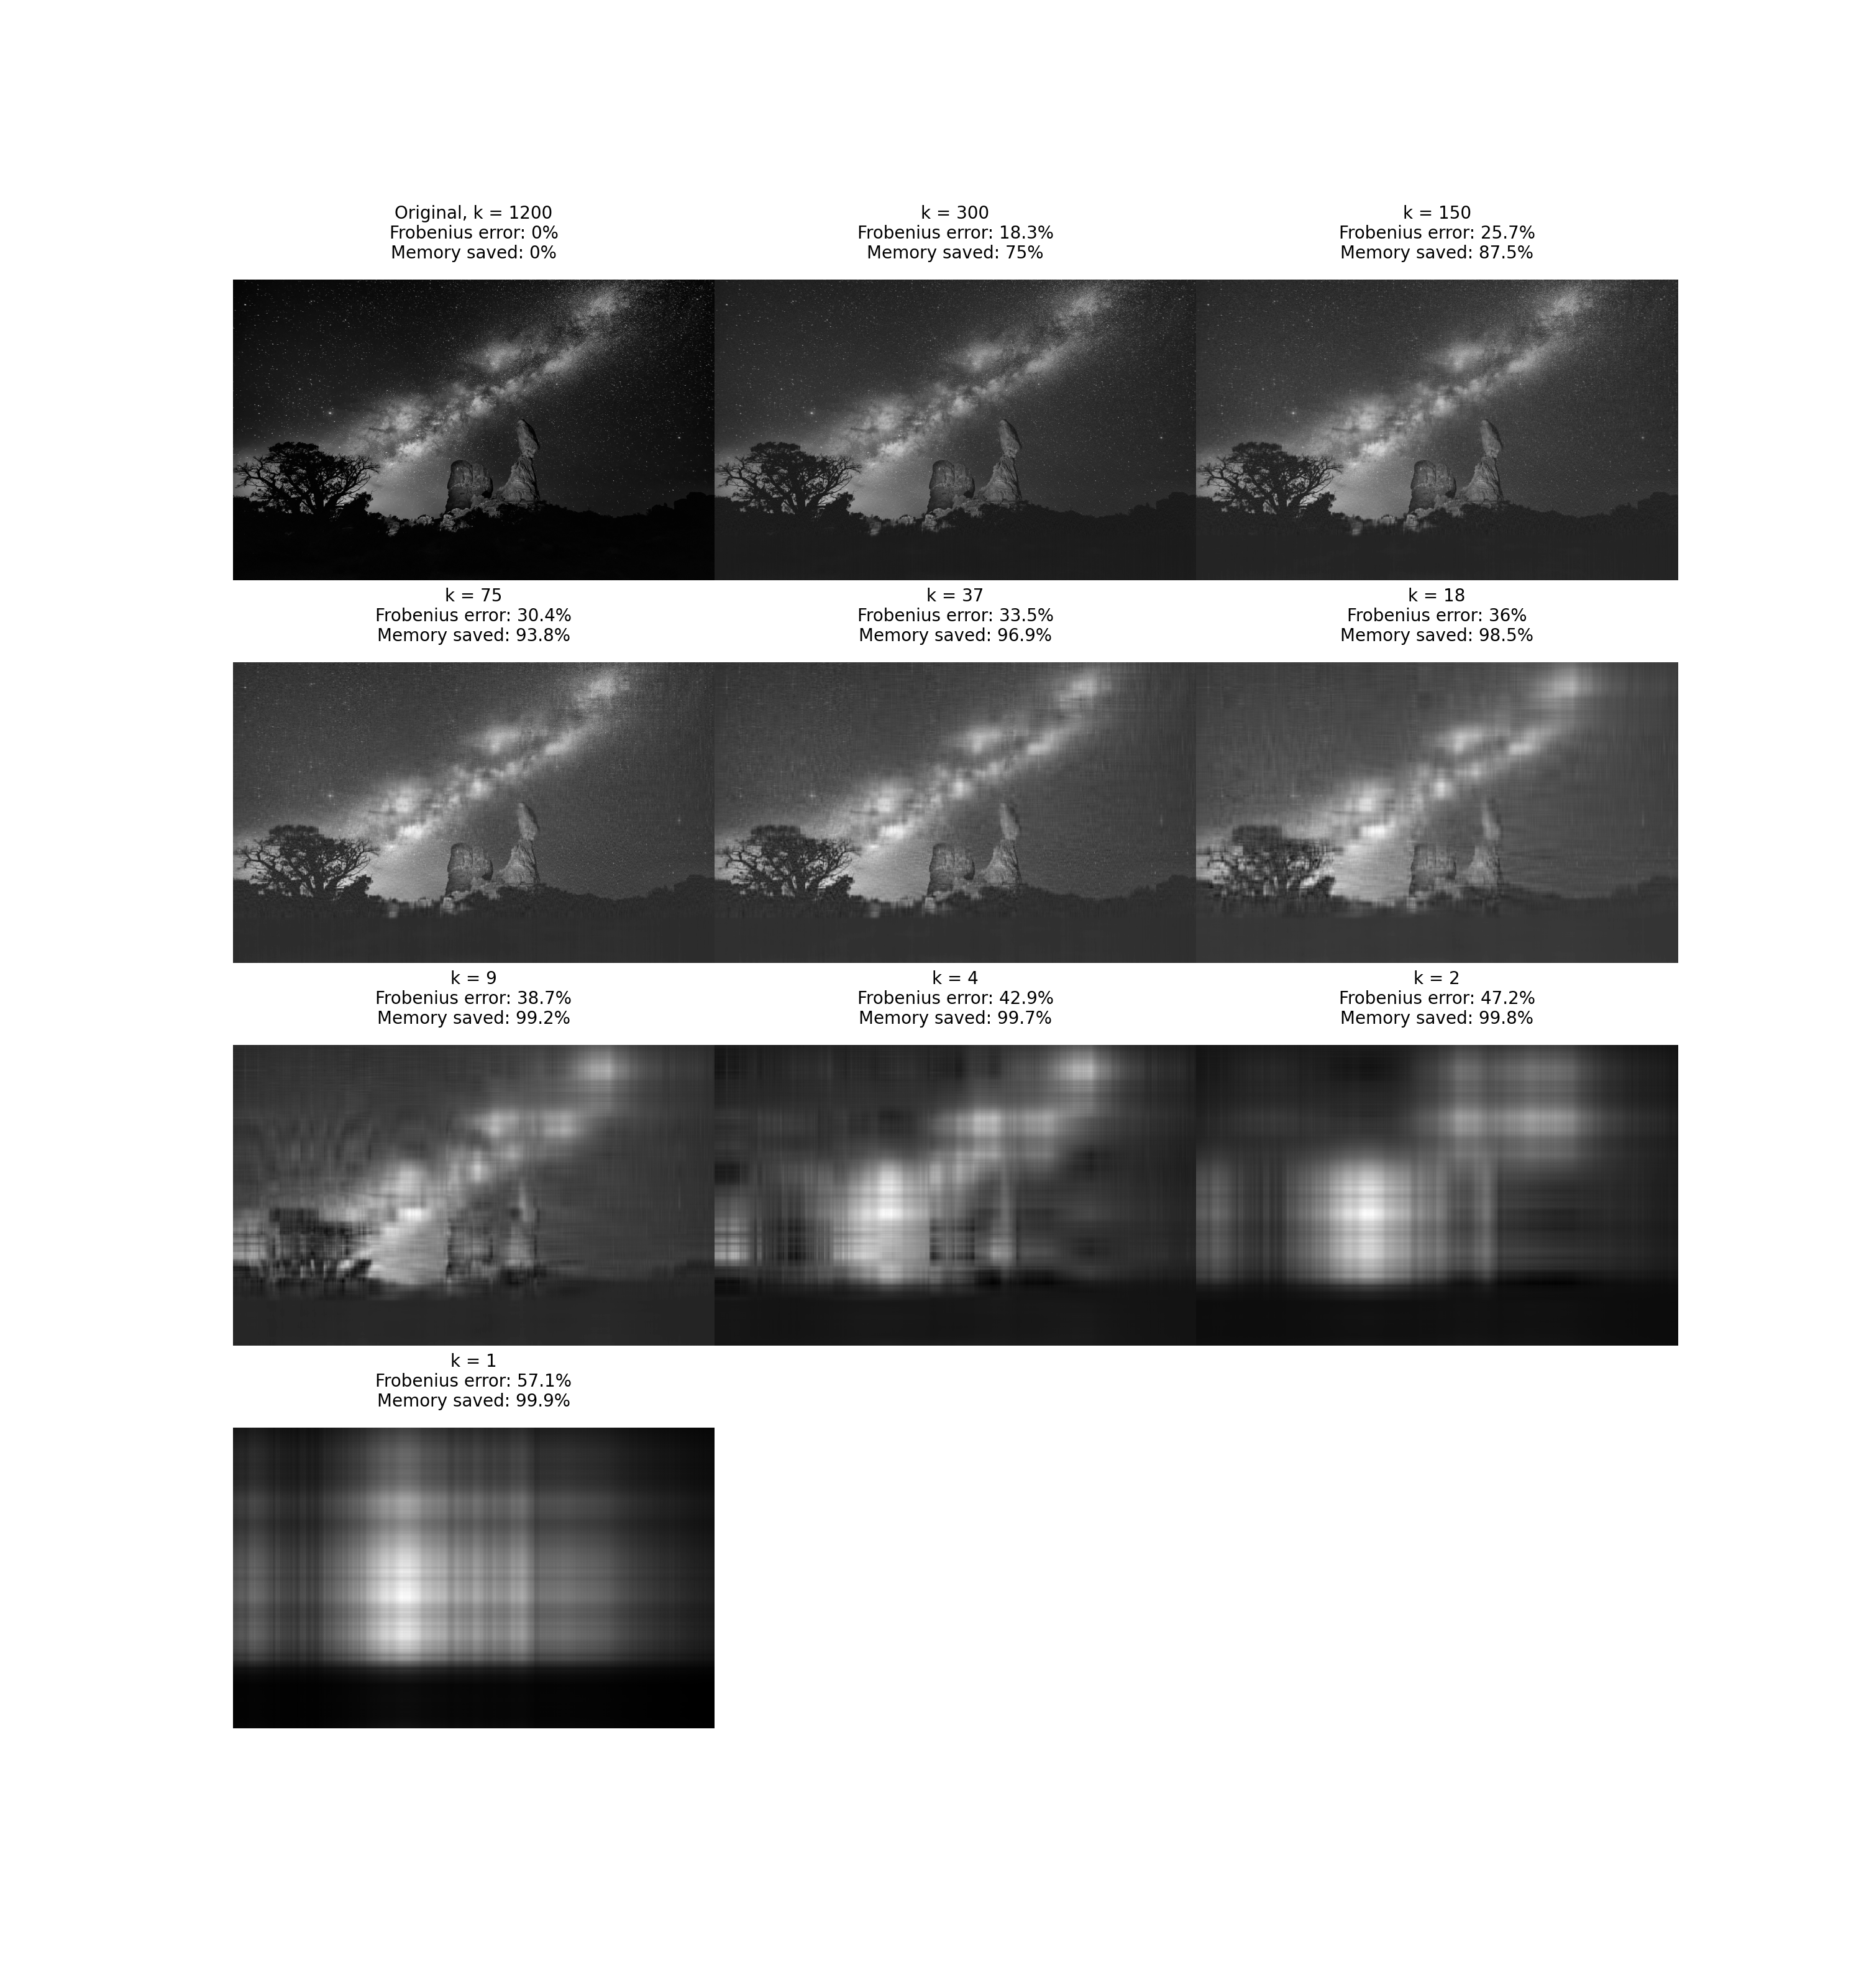 Original, k = 1200
Frobenius error: 0%
Memory saved: 0%
k = 300
Frobenius error: 18.3%
Memory saved: 75%
k = 150
Frobenius error: 25.7%
Memory saved: 87.5%
k = 75
Frobenius error: 30.4%
Memory saved: 93.8%
k = 37
Frobenius error: 33.5%
Memory saved: 96.9%
k = 18
Frobenius error: 36%
Memory saved: 98.5%
k = 9
Frobenius error: 38.7%
Memory saved: 99.2%
k = 4
Frobenius error: 42.9%
Memory saved: 99.7%
k = 2
Frobenius error: 47.2%
Memory saved: 99.8%
k = 1
Frobenius error: 57.1%
Memory saved: 99.9%